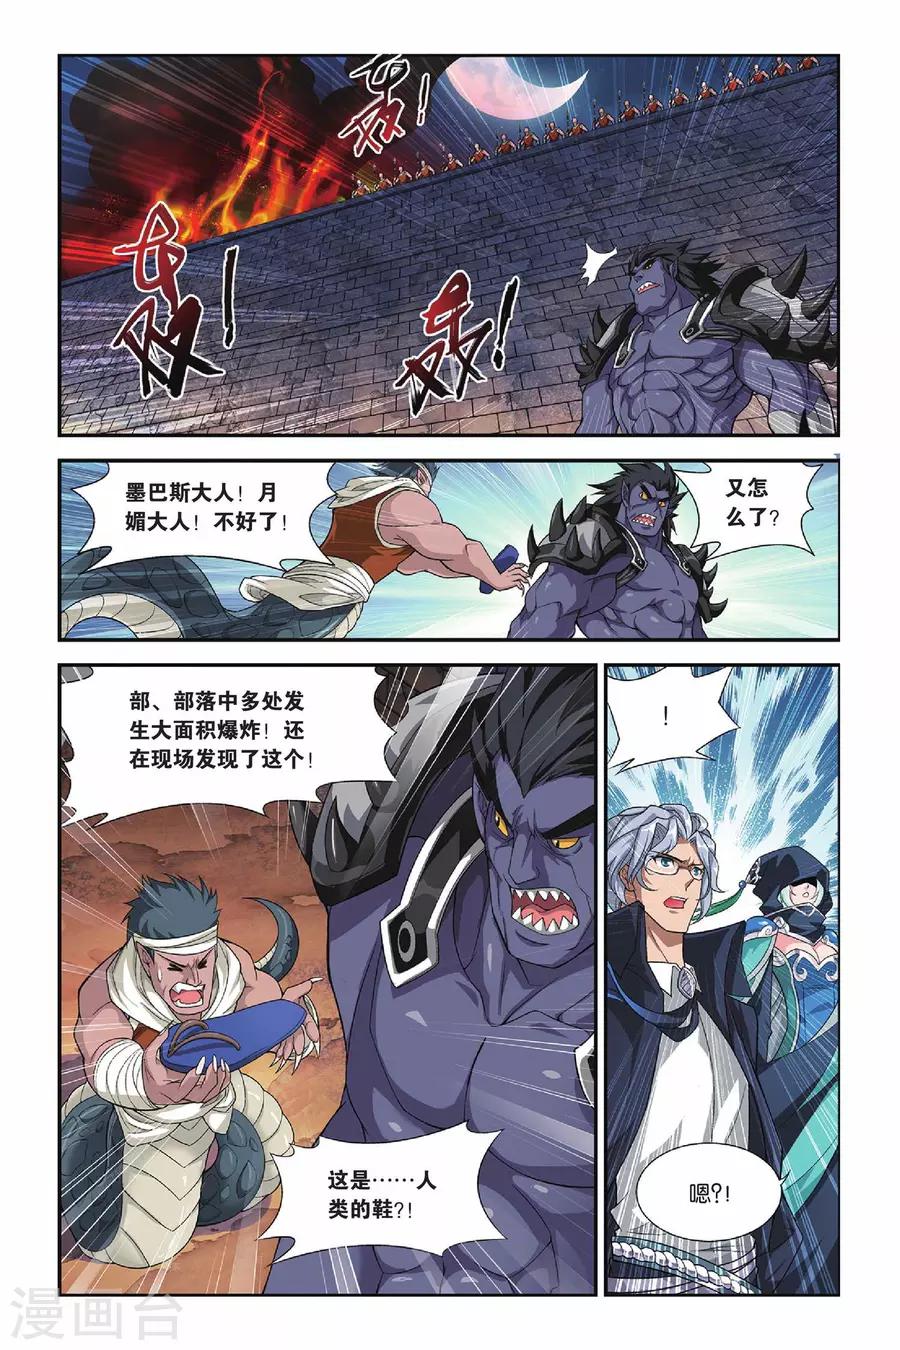 轰！
轰！
轰！
墨巴斯大人！月
媚大人！不好了！
又怎
么了？
部、部落中多处发
生大面积爆炸！还
在现场发现了这个！
！
这是……人
类的鞋？！
嗯？！
漫画台